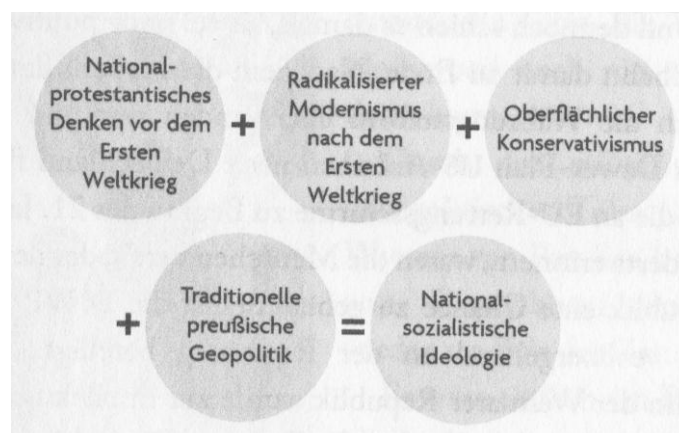 National-
protestantisches
Denken vor dem
Ersten
Weltkrieg
+
Radikalisierter
Modernismus
nach dem
Ersten
Weltkrieg
+
Oberflächlicher
Konservativismus
+
Traditionelle
preußische
Geopolitik
=
National-
sozialistische
Ideologie